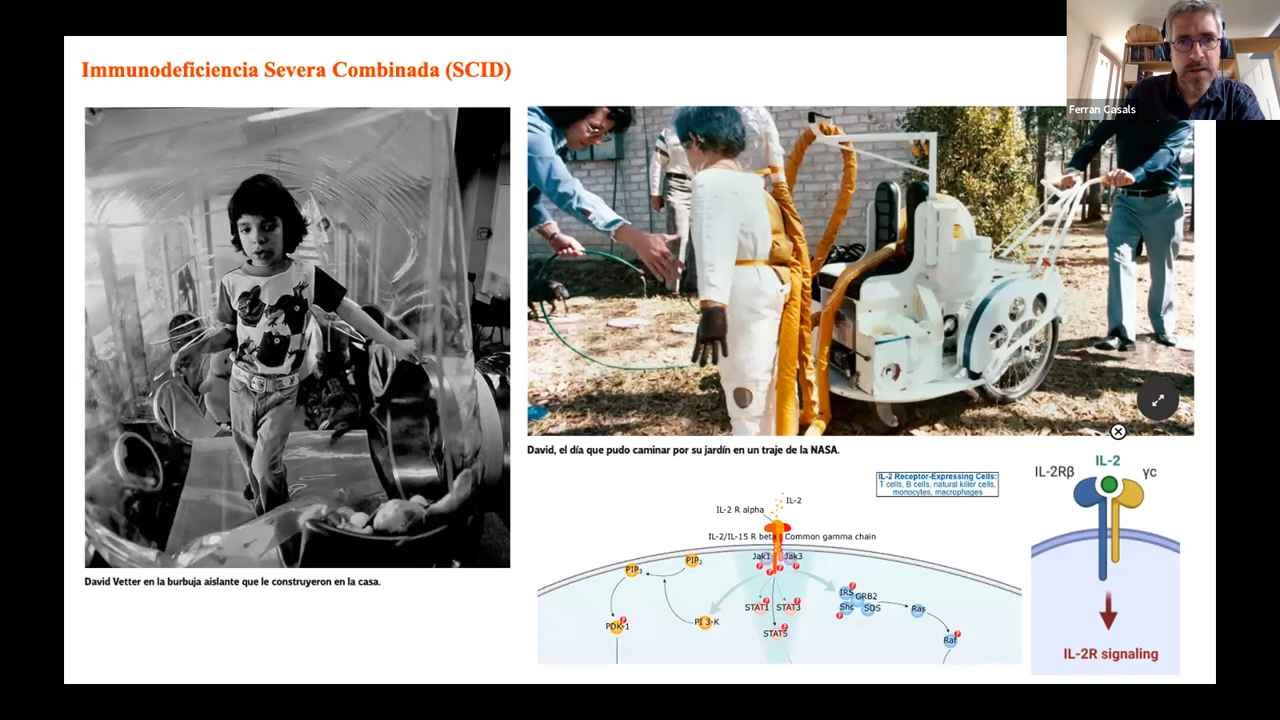 Immunodeficiencia Severa Combinada (SCID)
Ferran Casals
David Vetter en la burbuja aislante que le construyeron en la casa.
David, el día que pudo caminar por su jardín en un traje de la NASA.
IL-2 Receptor-Expressing Cells:
T cells, B cells, natural killer cells,
monocytes, macrophages
IL-2
IL-2 R alpha
IL-2/IL-15 R beta
Common gamma chain
Jak1
Jak3
P
P
P
P
P
PIP3
PIP2
PDK-1
P
PI 3-K
P
STAT1
P
STAT3
P
STAT5
P
IRS
P
GRB2
Shc
P
SOS
Ras
Raf
P
IL-2Rβ
IL-2
γc
IL-2R signaling